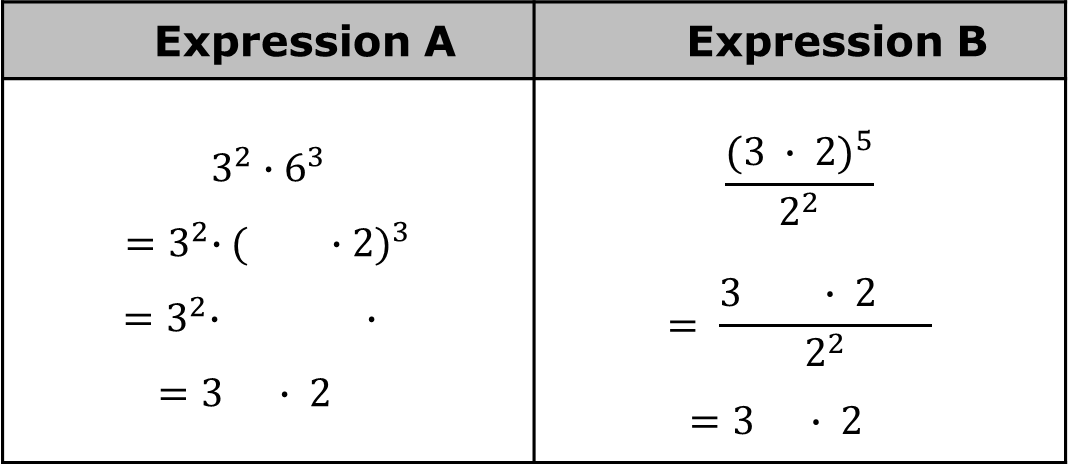 Expression A
3² · 6³
= 3² · (   · 2)³
= 3² ·   ·
= 3   · 2
Expression B
(3 · 2)⁵
2²
= 3   · 2
2²
= 3   · 2